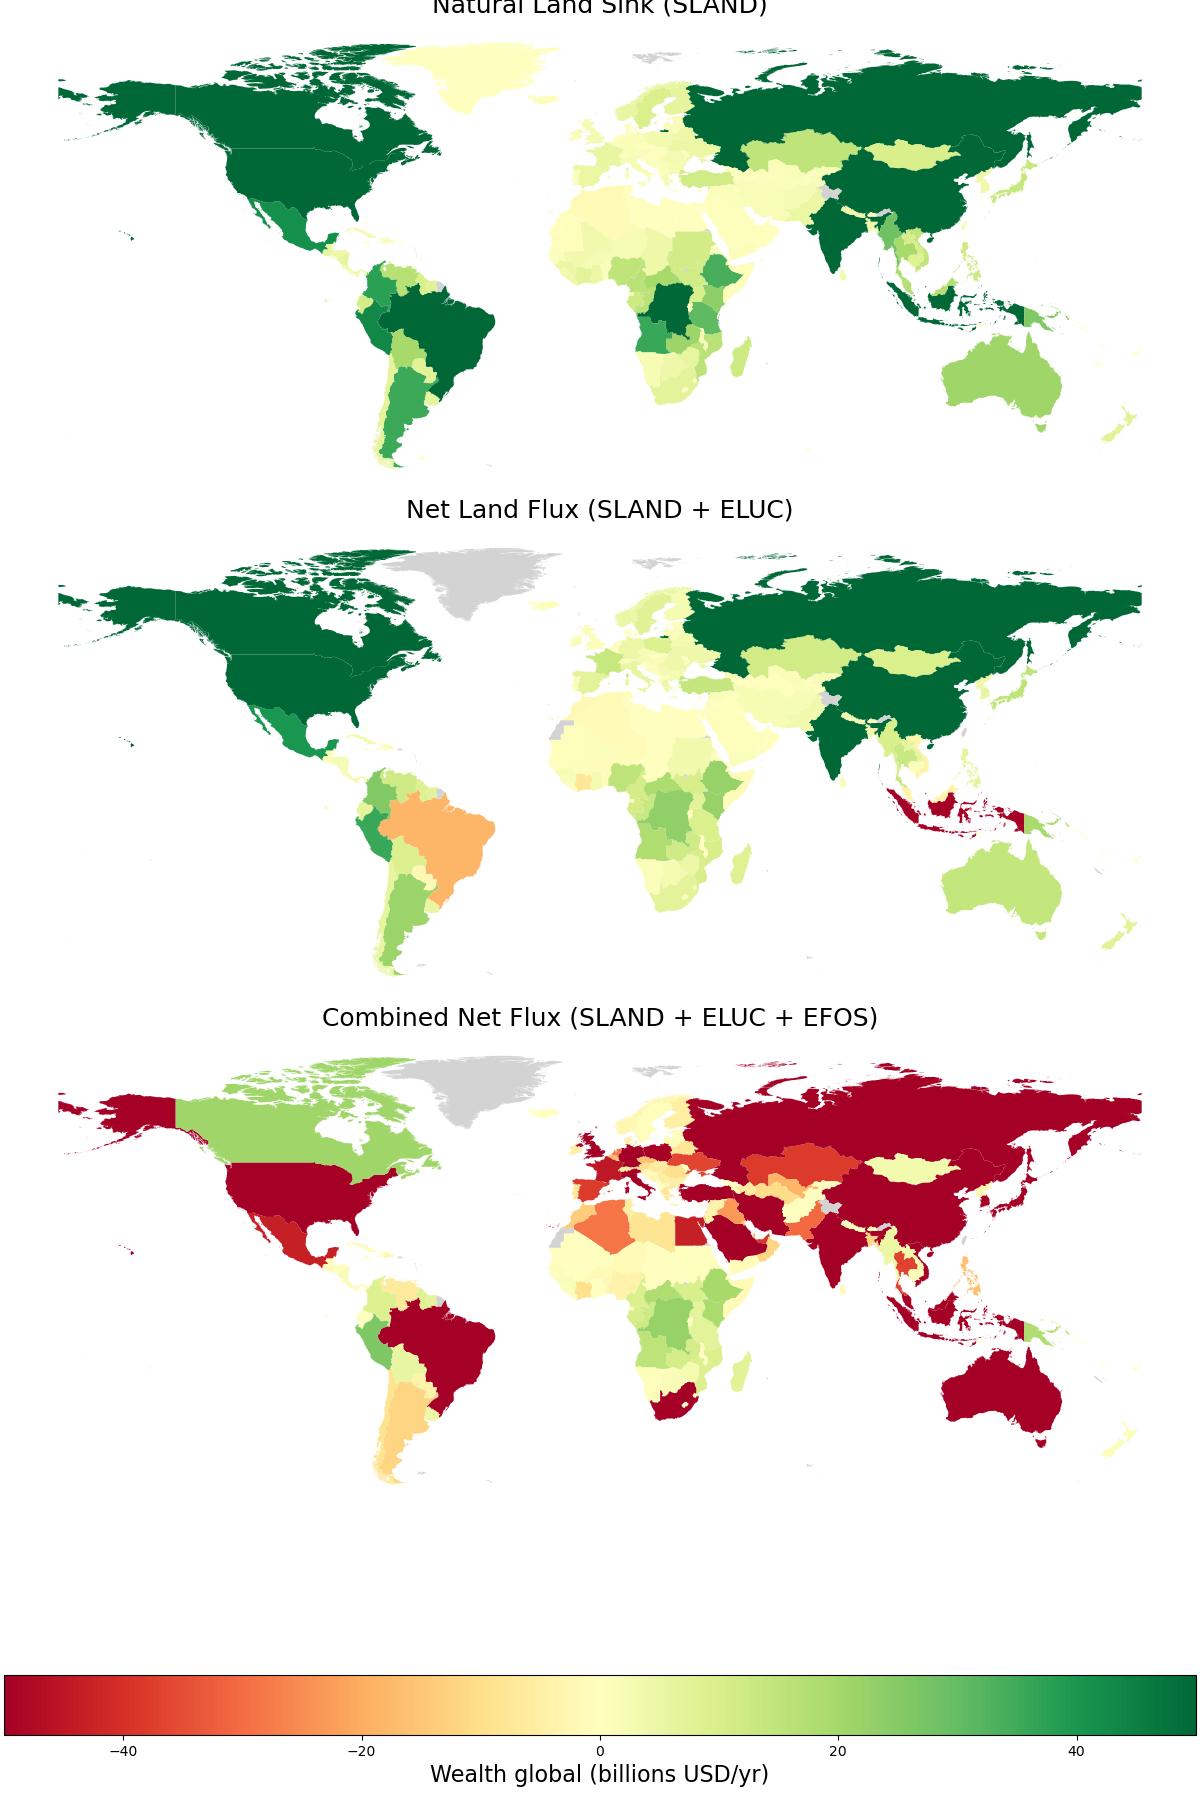 Natural Land Sink (SLAND)
Net Land Flux (SLAND + ELUC)
Combined Net Flux (SLAND + ELUC + EFOS)
−40 −20 0 20 40
Wealth global (billions USD/yr)